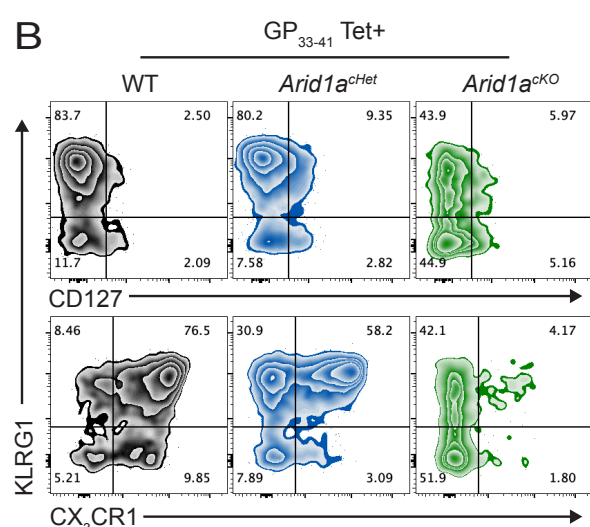 B
GP33-41 Tet+
WT Arid1acHet Arid1acKO
83.7 2.50 80.2 9.35 43.9 5.97
11.7 2.09 7.58 2.82 44.9 5.16
CD127
8.46 76.5 30.9 58.2 42.1 4.17
KLRG1
5.21 9.85 7.89 3.09 51.9 1.80
CX3CR1